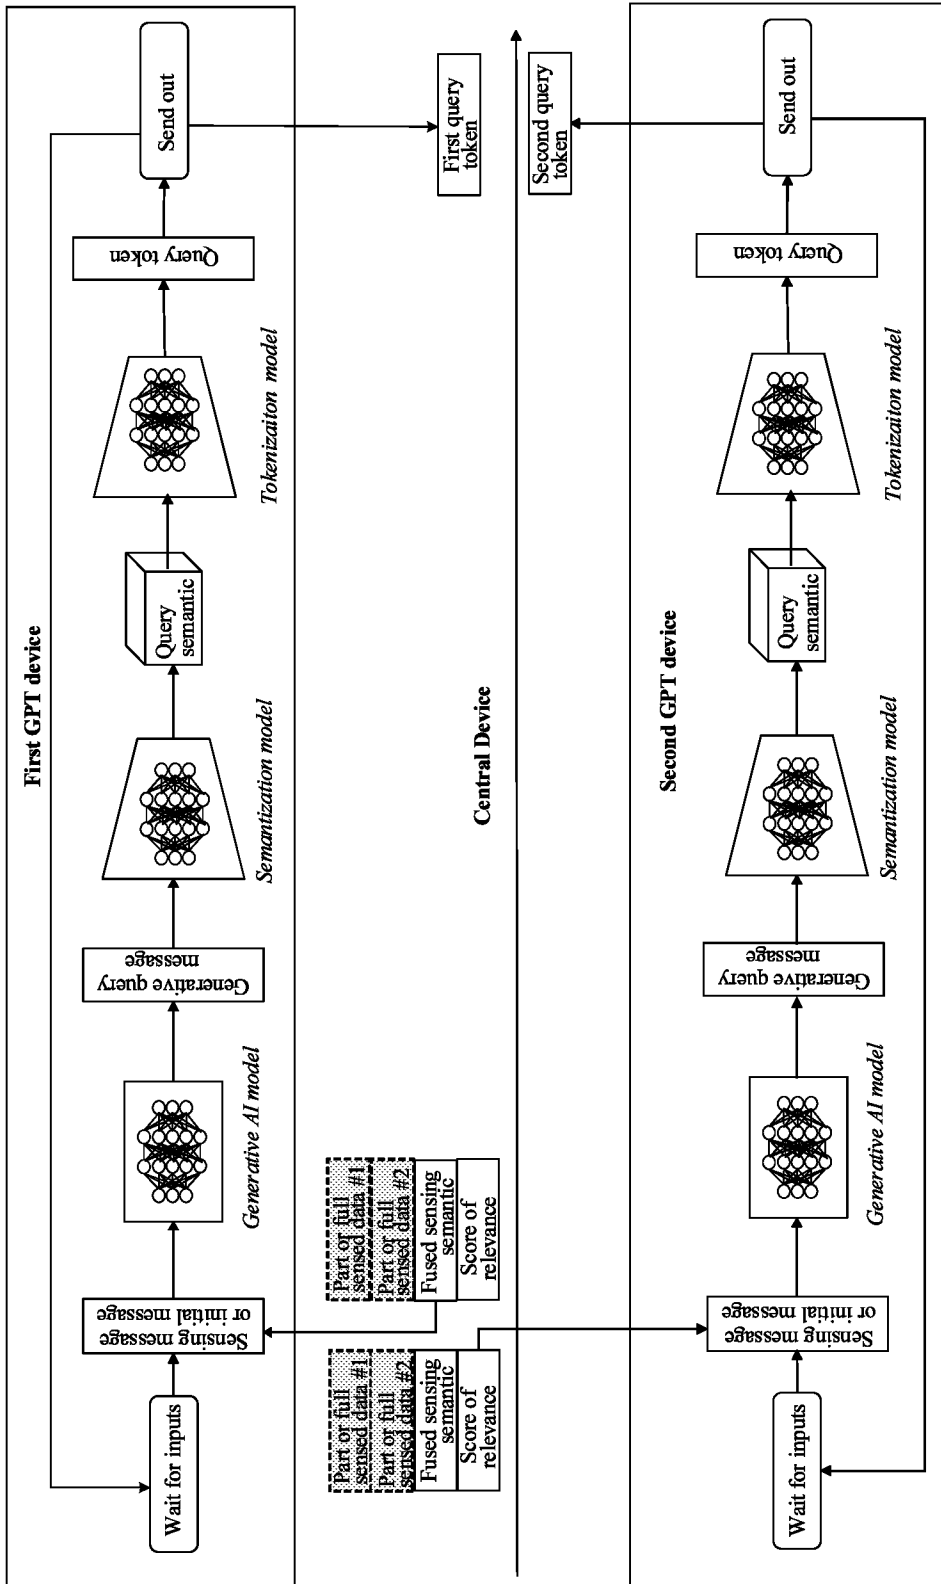 First GPT device
Wait for inputs
Sensing message
or initial message
Generative AI model
Generative query
message
Semantization model
Query
semantic
Tokenizaiton model
Query token
Send out
Central Device
Part or full
sensed data #1
Part or full
sensed data #2
Fused sensing
semantic
Score of
relevance
Part or full
sensed data #1
Part or full
sensed data #2
Fused sensing
semantic
Score of
relevance
First query
token
Second query
token
Second GPT device
Wait for inputs
Sensing message
or initial message
Generative AI model
Generative query
message
Semantization model
Query
semantic
Tokenizaiton model
Query token
Send out